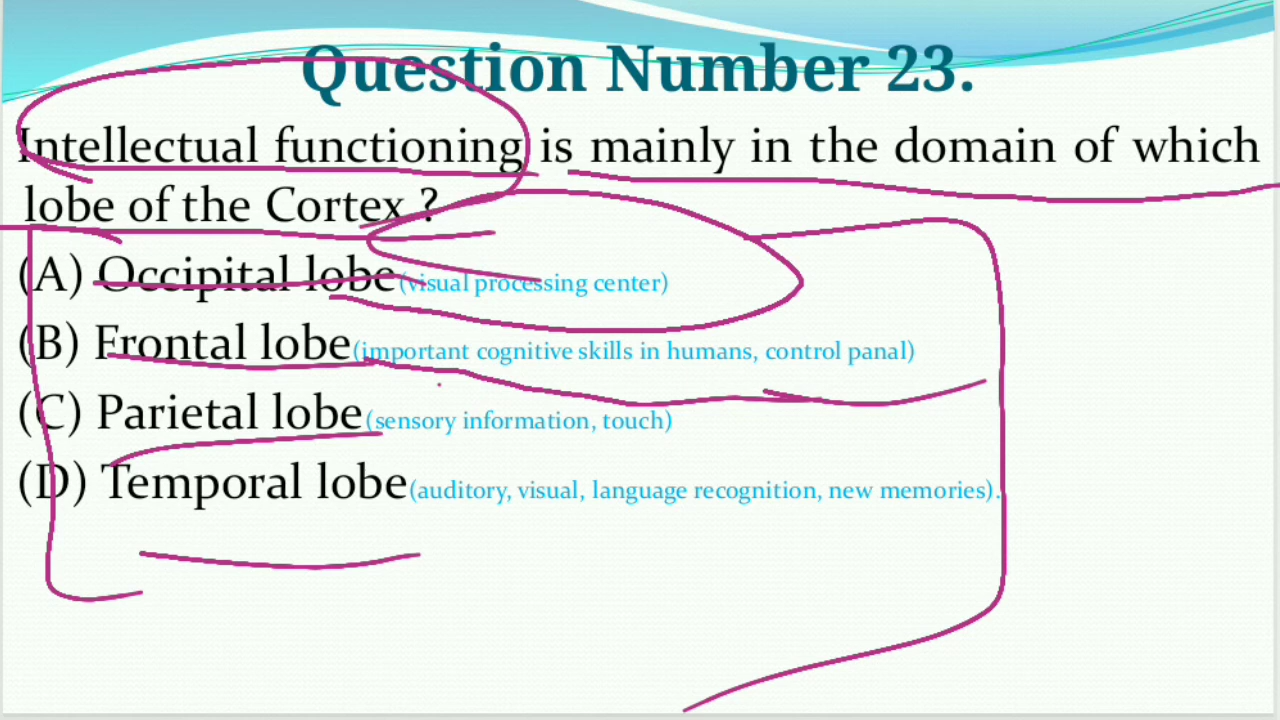 Question Number 23.
Intellectual functioning is mainly in the domain of which
lobe of the Cortex ?
(A) Occipital lobe(visual processing center)
(B) Frontal lobe(important cognitive skills in humans, control panal)
(C) Parietal lobe(sensory information, touch)
(D) Temporal lobe(auditory, visual, language recognition, new memories).